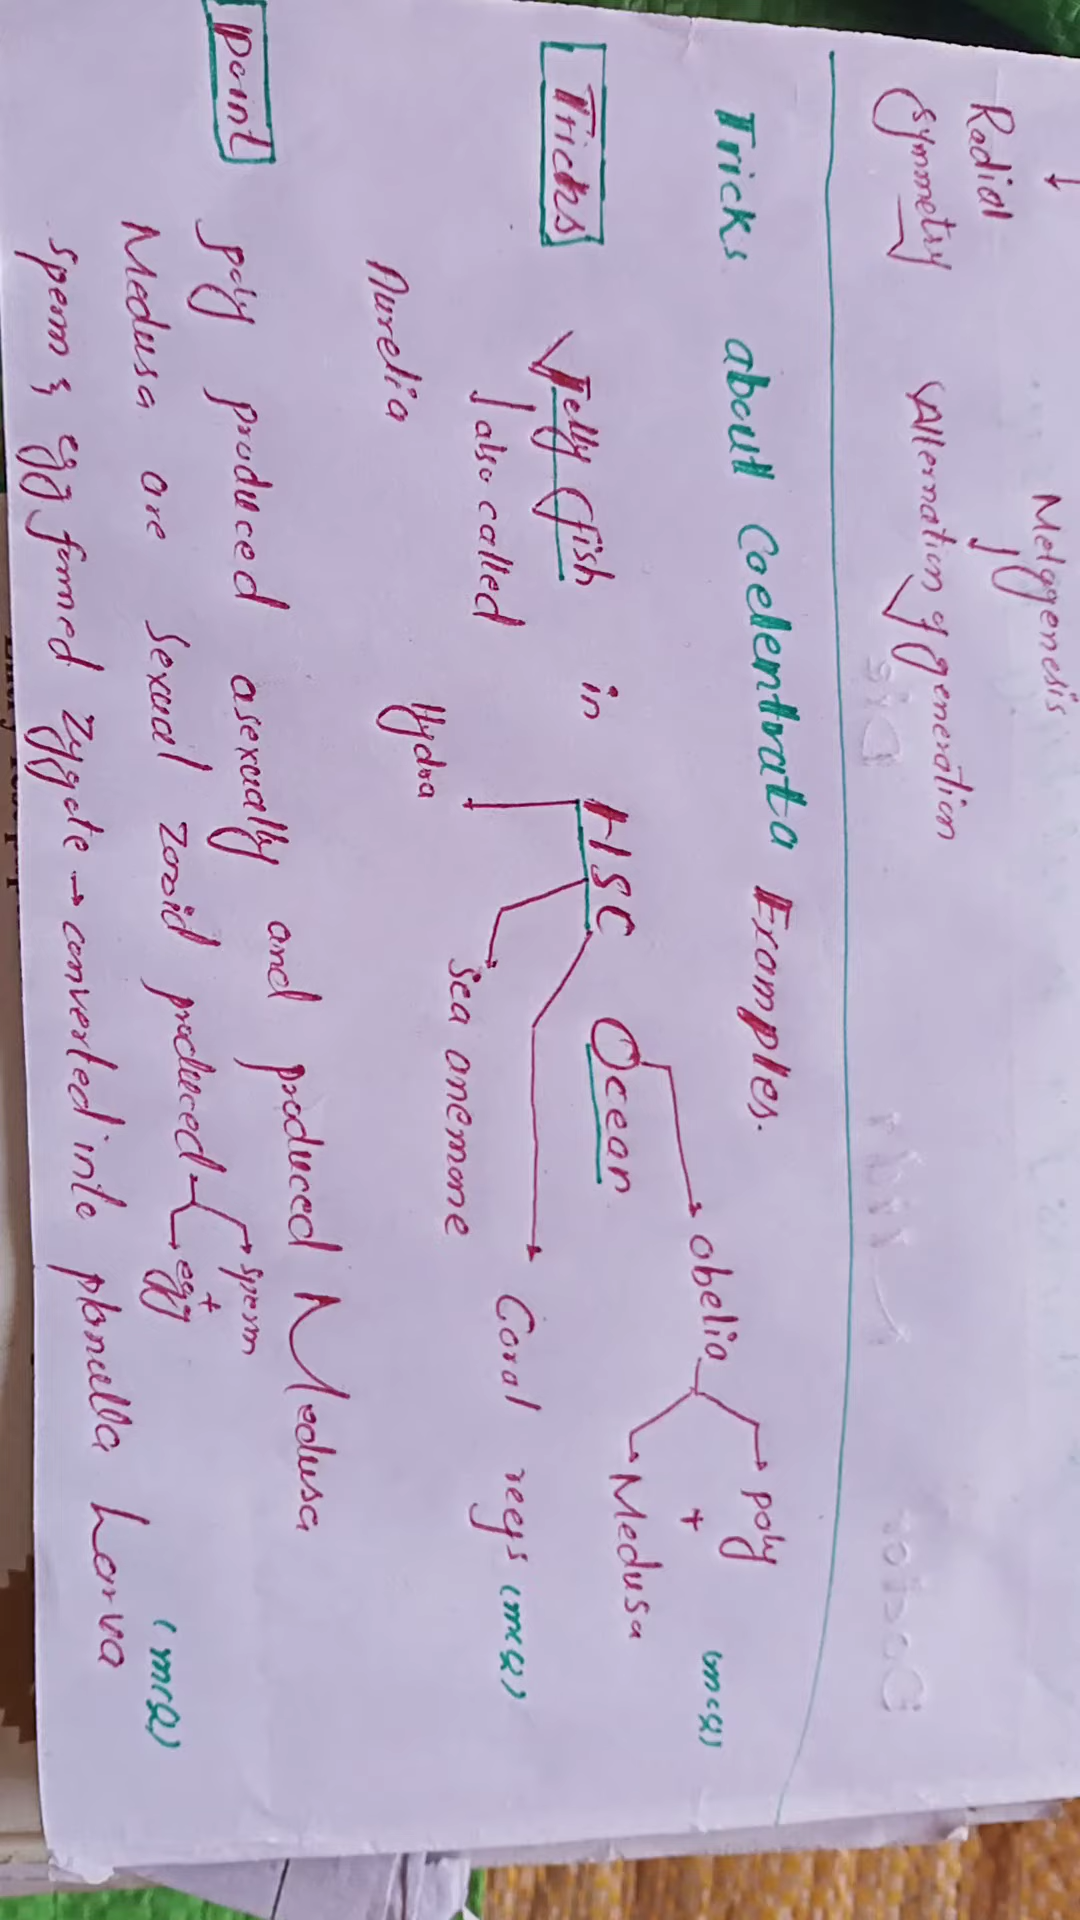 Metagenesis
Radial
Symmetry
(Alternation of generation
Tricks about Coelentrata Examples.
obelia
poly
+
Medusa
(mcq)
Tricks
Jelly fish in HSC Ocean
also called
Aurelia
Hydra
Sea anemone
Coral reegs (mcq)
Point
poly produced asexually and produced Medusa
Medusa are Sexual Zooid produced
sperm
+
egg
(mcq)
sperm & egg formed Zygote → converted into planulla Larva